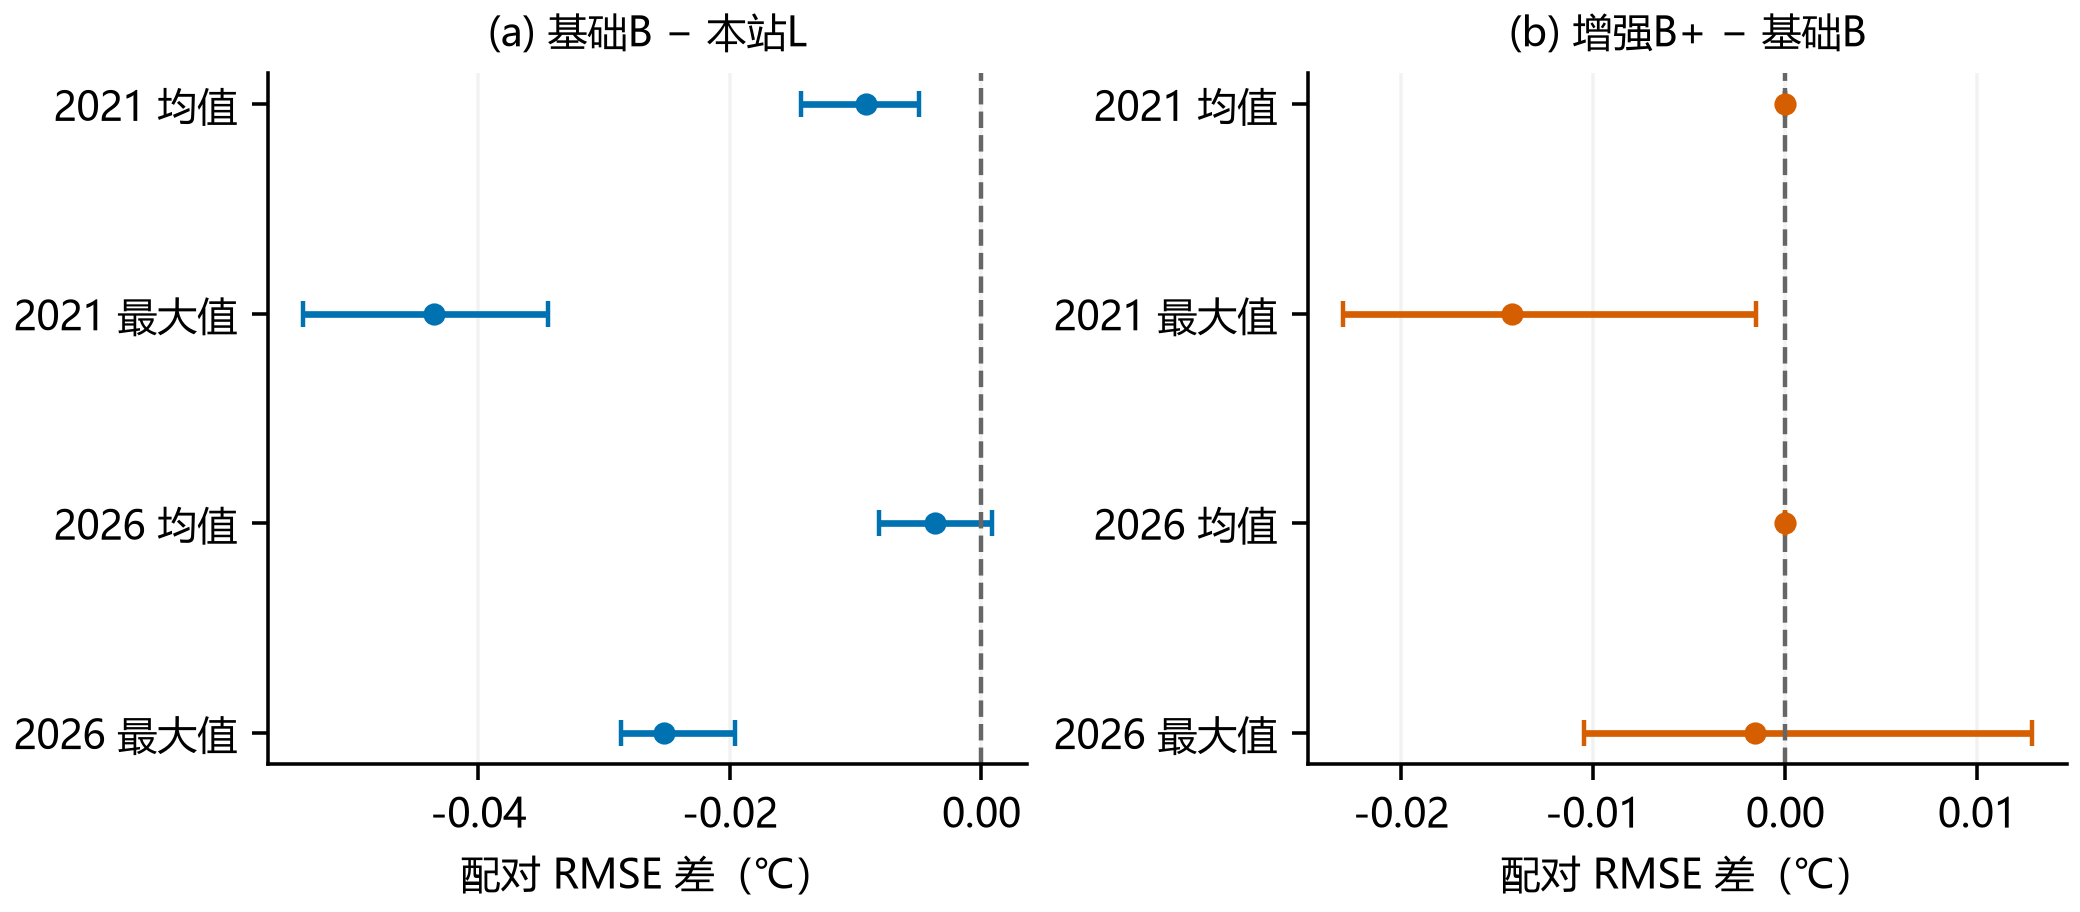 (a) 基础B − 本站L
2021 均值
2021 最大值
2026 均值
2026 最大值
-0.04
-0.02
0.00
配对 RMSE 差（℃）
(b) 增强B+ − 基础B
2021 均值
2021 最大值
2026 均值
2026 最大值
-0.02
-0.01
0.00
0.01
配对 RMSE 差（℃）